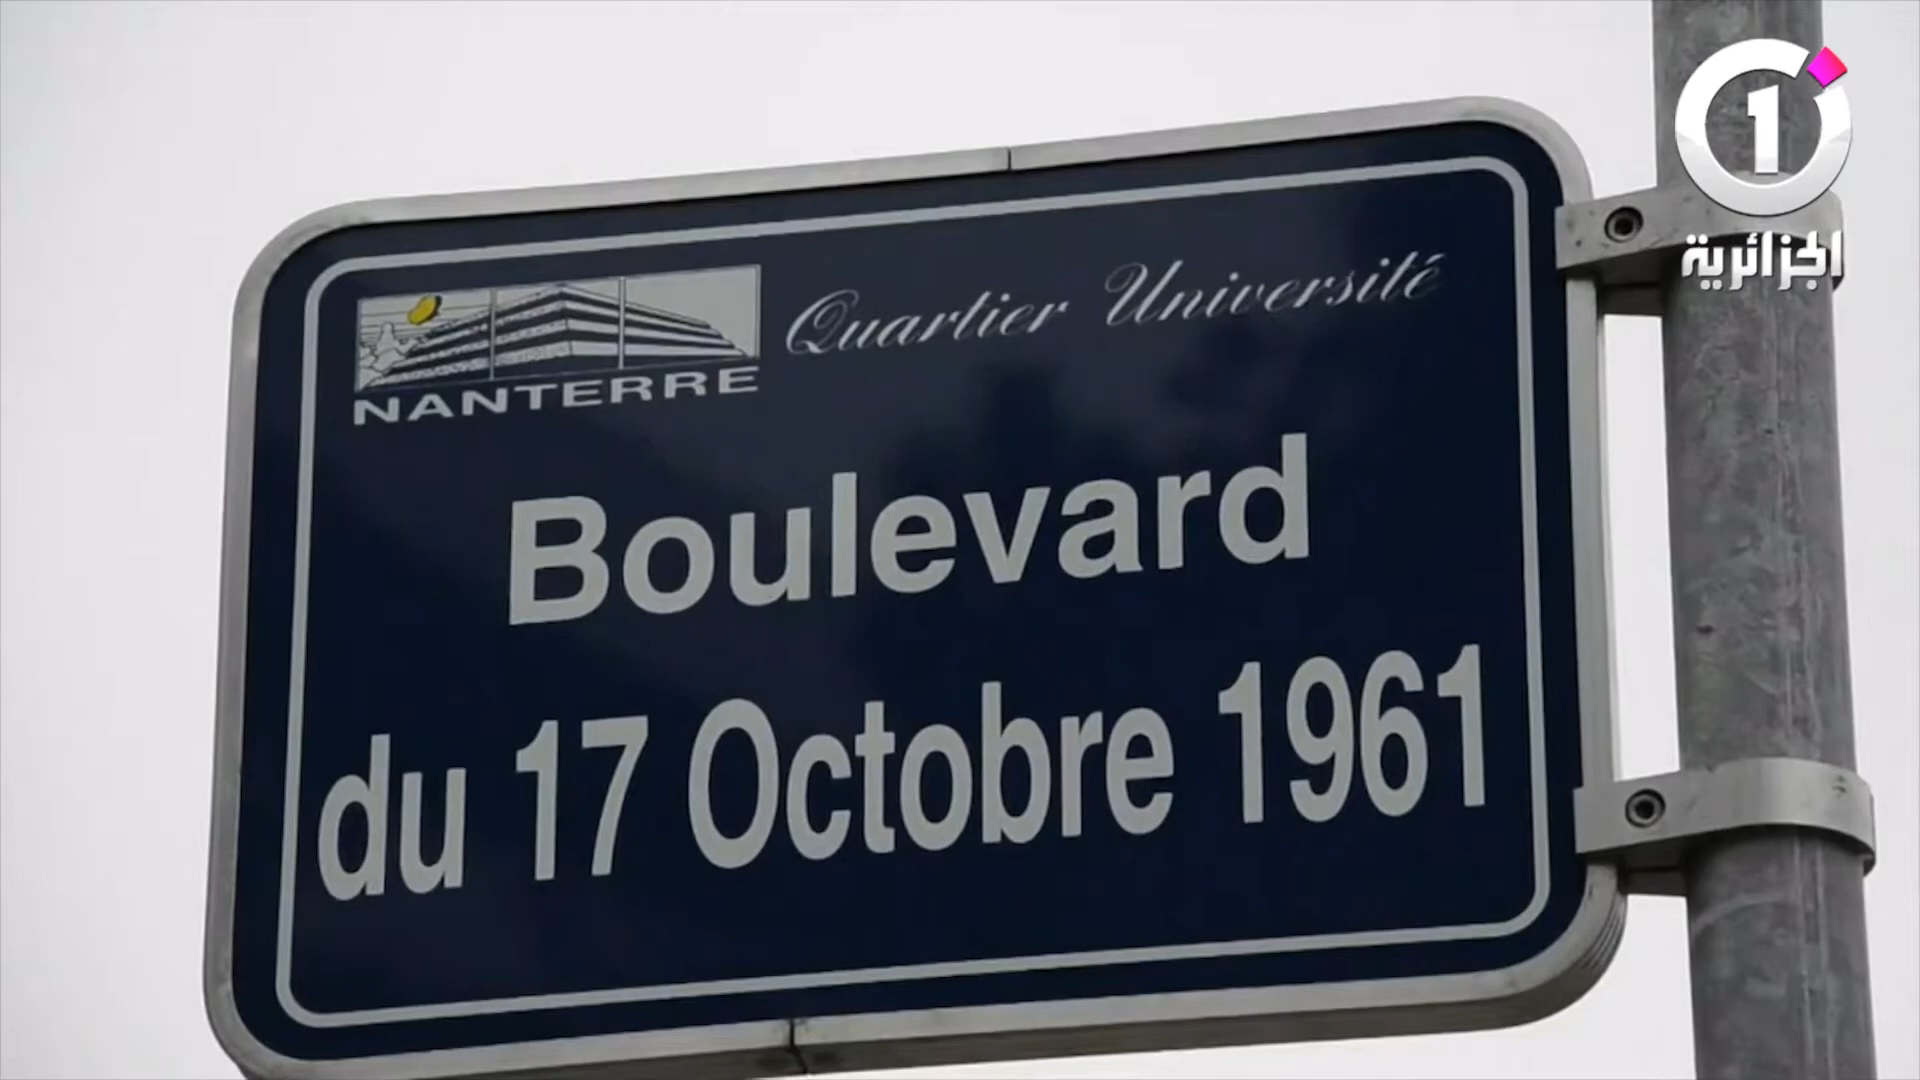 1
الجزائرية
Quartier Université
NANTERRE
Boulevard
du 17 Octobre 1961